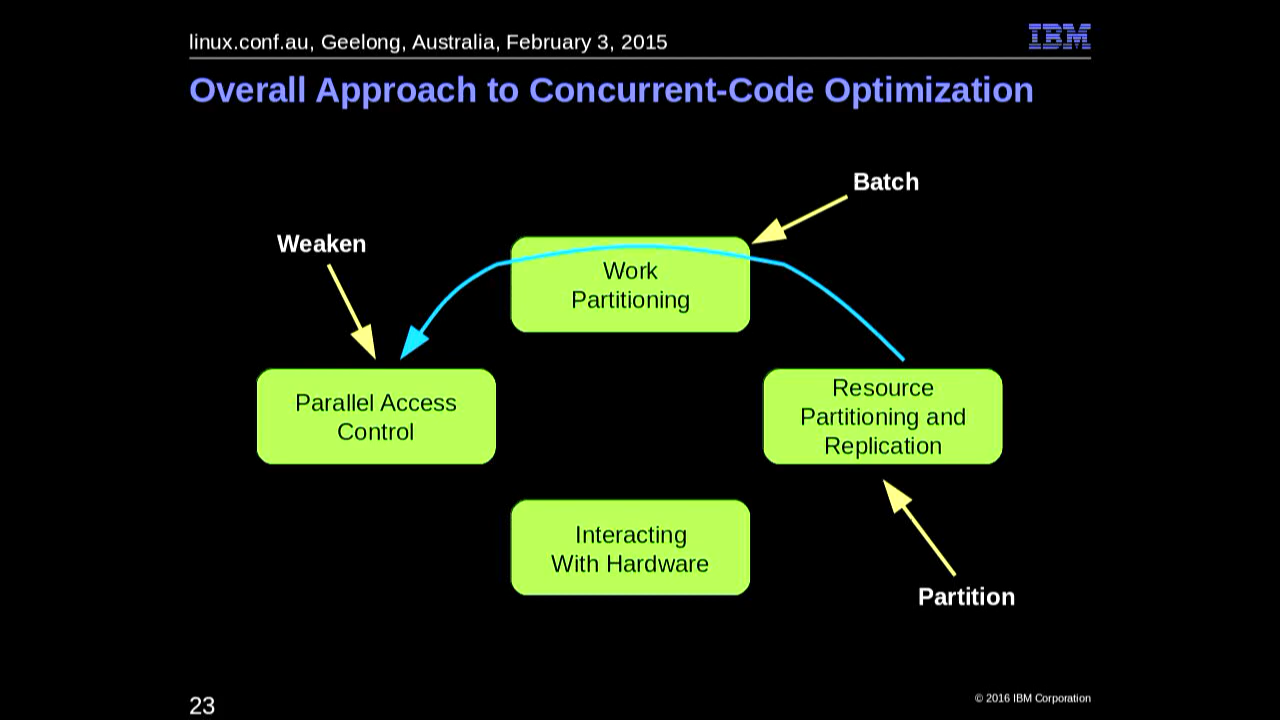 linux.conf.au, Geelong, Australia, February 3, 2015
IBM
Overall Approach to Concurrent-Code Optimization
Batch
Weaken
Work
Partitioning
Parallel Access
Control
Resource
Partitioning and
Replication
Interacting
With Hardware
Partition
23
© 2016 IBM Corporation